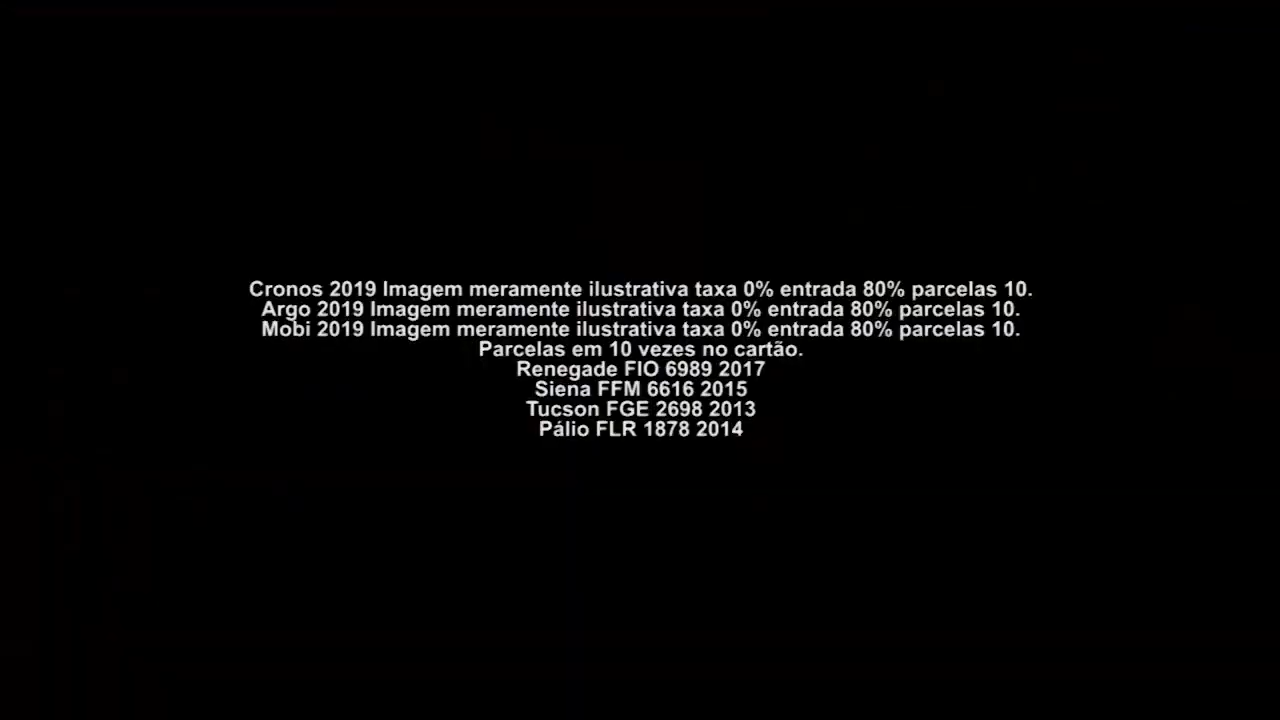 Cronos 2019 Imagem meramente ilustrativa taxa 0% entrada 80% parcelas 10.
Argo 2019 Imagem meramente ilustrativa taxa 0% entrada 80% parcelas 10.
Mobi 2019 Imagem meramente ilustrativa taxa 0% entrada 80% parcelas 10.
Parcelas em 10 vezes no cartão.
Renegade FIO 6989 2017
Siena FFM 6616 2015
Tucson FGE 2698 2013
Pálio FLR 1878 2014